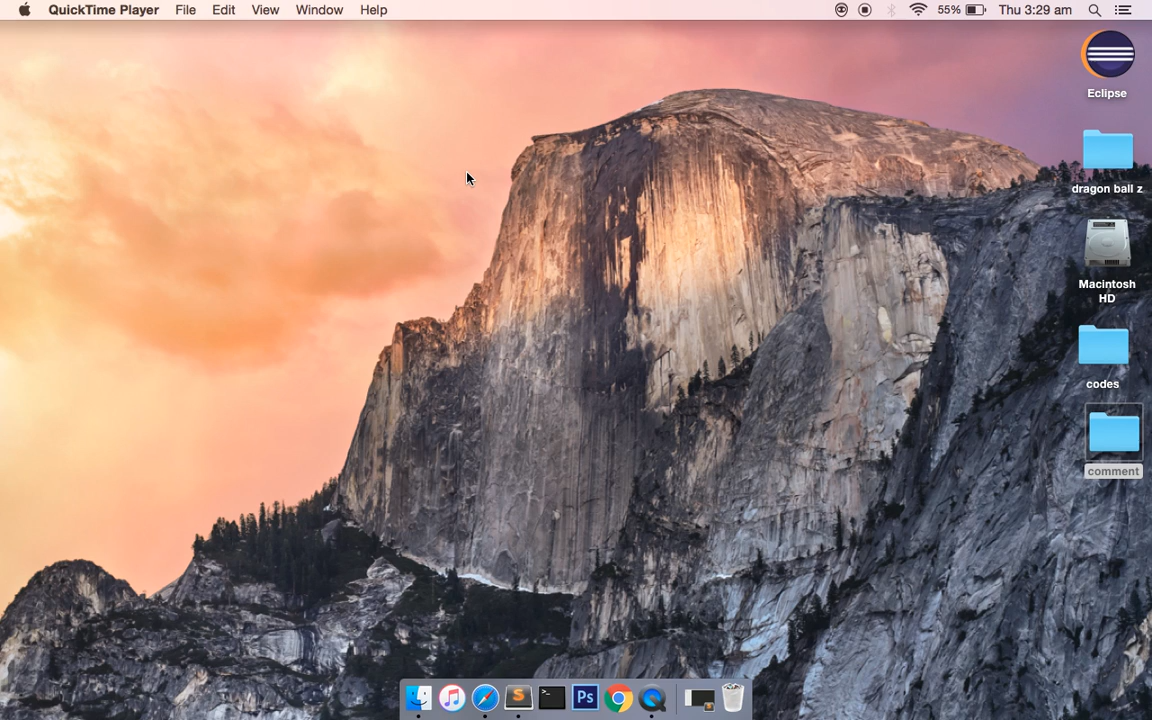 QuickTime Player File Edit View Window Help 55% Thu 3:29 am
Eclipse
dragon ball z
Macintosh
HD
codes
comment
S
>_
Ps